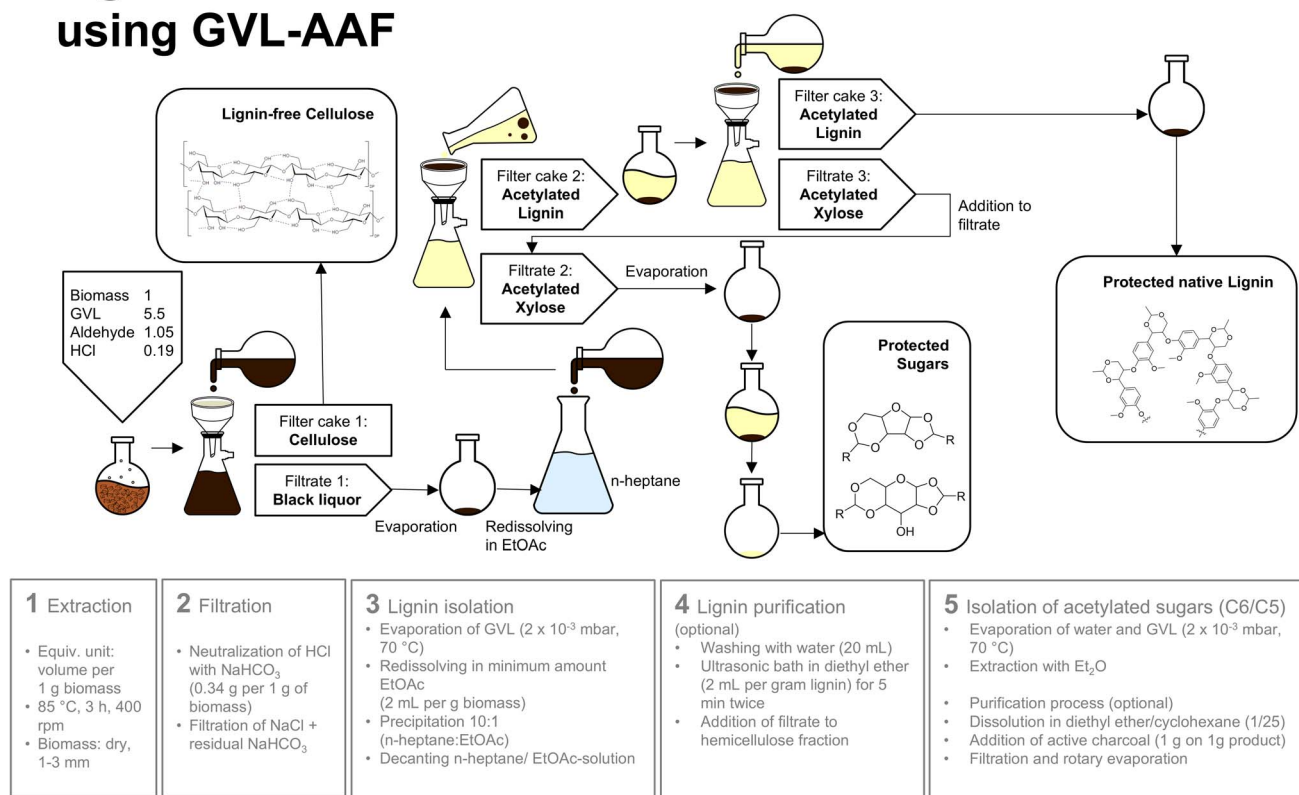 using GVL-AAF
Lignin-free Cellulose
Biomass 1
GVL 5.5
Aldehyde 1.05
HCl 0.19
Filter cake 1:
Cellulose
Filtrate 1:
Black liquor
Evaporation
Redissolving
in EtOAc
n-heptane
Filter cake 2:
Acetylated
Lignin
Filtrate 2:
Acetylated
Xylose
Evaporation
Filter cake 3:
Acetylated
Lignin
Filtrate 3:
Acetylated
Xylose
Addition to
filtrate
Protected
Sugars
Protected native Lignin
1 Extraction
• Equiv. unit:
volume per
1 g biomass
• 85 °C, 3 h, 400
rpm
• Biomass: dry,
1-3 mm
2 Filtration
• Neutralization of HCl
with NaHCO₃
(0.34 g per 1 g of
biomass)
• Filtration of NaCl +
residual NaHCO₃
3 Lignin isolation
• Evaporation of GVL (2 x 10⁻³ mbar,
70 °C)
• Redissolving in minimum amount
EtOAc
(2 mL per g biomass)
• Precipitation 10:1
(n-heptane:EtOAc)
• Decanting n-heptane/ EtOAc-solution
4 Lignin purification
(optional)
• Washing with water (20 mL)
• Ultrasonic bath in diethyl ether
(2 mL per gram lignin) for 5
min twice
• Addition of filtrate to
hemicellulose fraction
5 Isolation of acetylated sugars (C6/C5)
• Evaporation of water and GVL (2 x 10⁻³ mbar,
70 °C)
• Extraction with Et₂O
• Purification process (optional)
• Dissolution in diethyl ether/cyclohexane (1/25)
• Addition of active charcoal (1 g on 1g product)
• Filtration and rotary evaporation